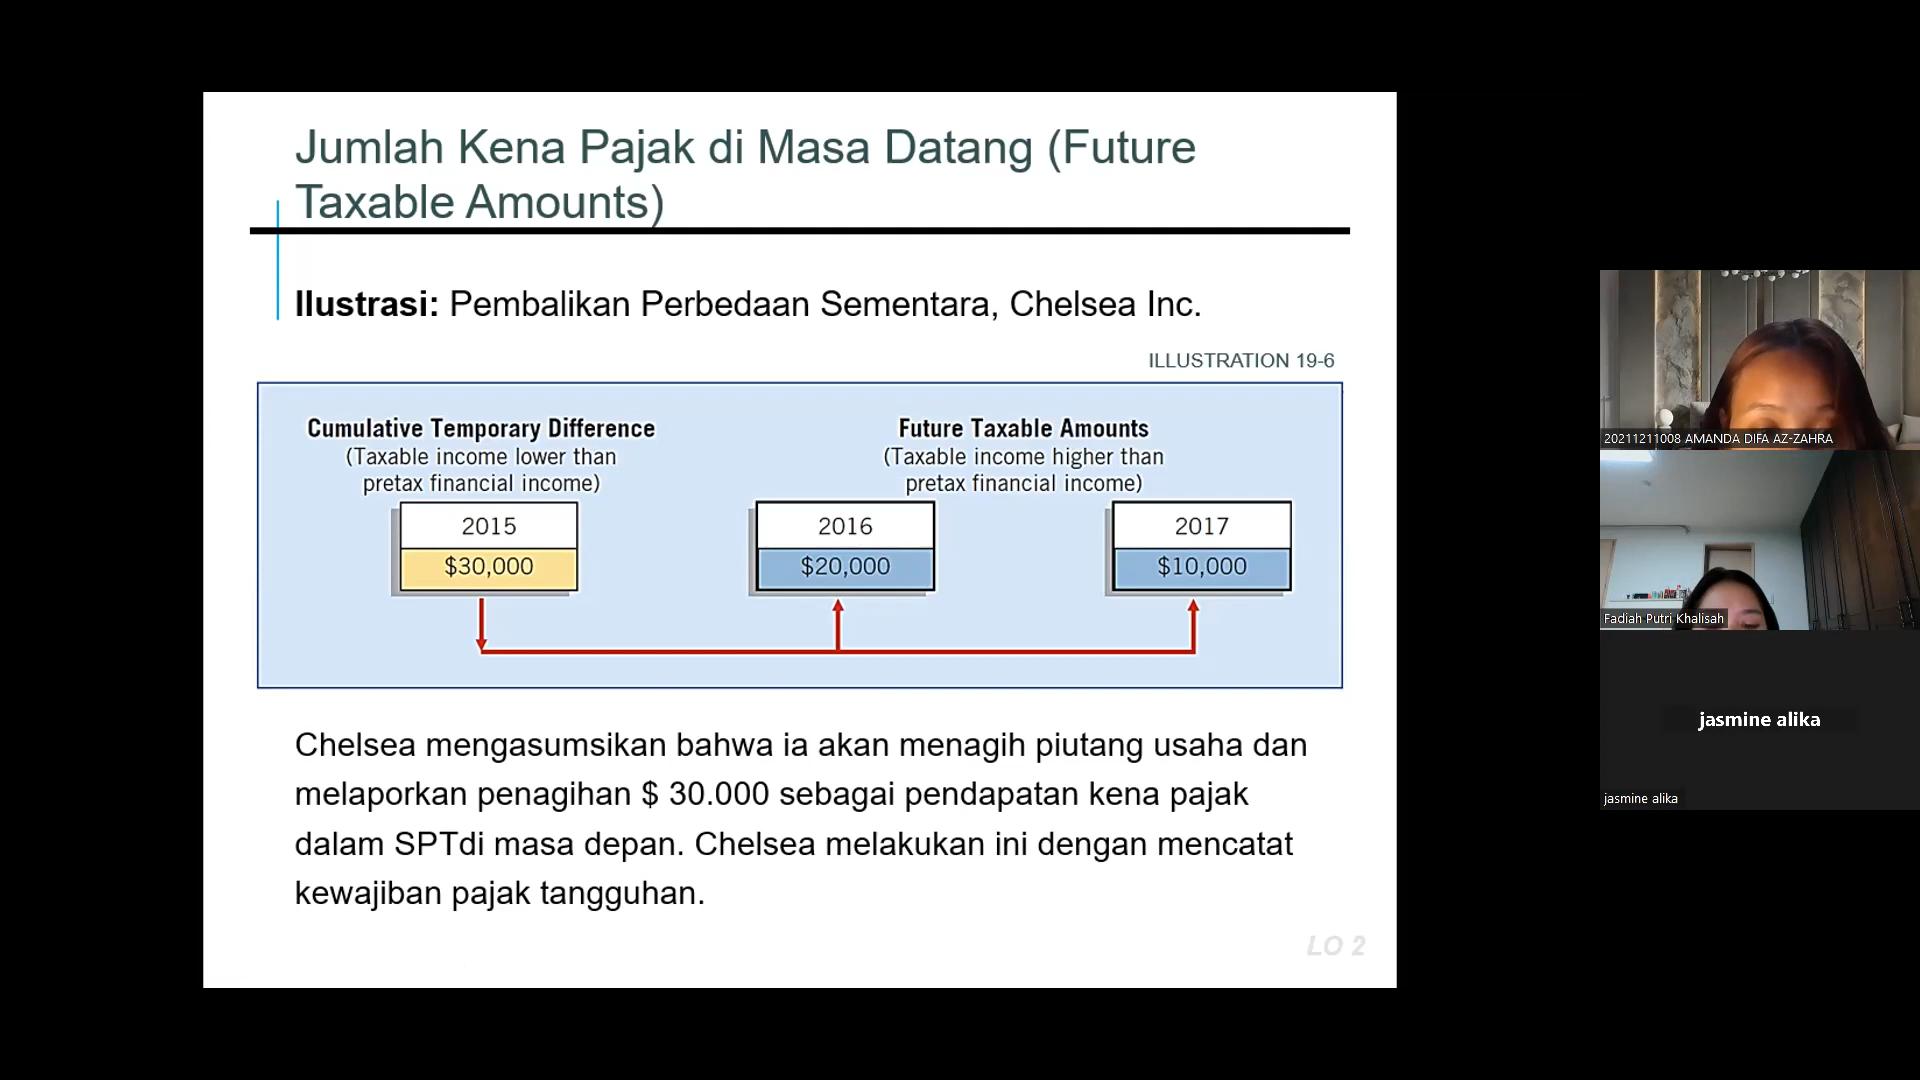 Jumlah Kena Pajak di Masa Datang (Future
Taxable Amounts)
Ilustrasi: Pembalikan Perbedaan Sementara, Chelsea Inc.
ILLUSTRATION 19-6
Cumulative Temporary Difference
(Taxable income lower than
pretax financial income)
Future Taxable Amounts
(Taxable income higher than
pretax financial income)
2015
$30,000
2016
$20,000
2017
$10,000
Chelsea mengasumsikan bahwa ia akan menagih piutang usaha dan
melaporkan penagihan $ 30.000 sebagai pendapatan kena pajak
dalam SPTdi masa depan. Chelsea melakukan ini dengan mencatat
kewajiban pajak tangguhan.
LO 2
20211211008 AMANDA DIFA AZ-ZAHRA
Fadiah Putri Khalisah
jasmine alika
jasmine alika